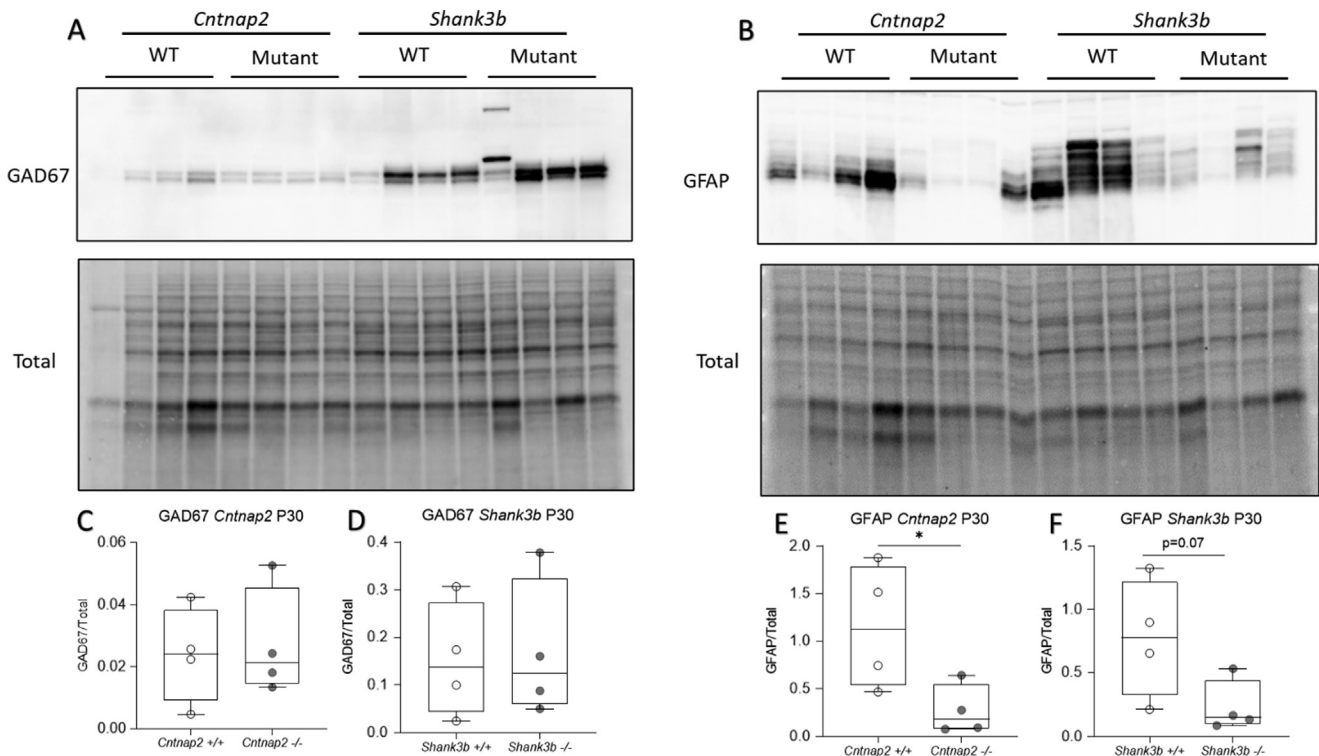 A
Cntnap2
Shank3b
WT
Mutant
WT
Mutant
GAD67
Total
B
Cntnap2
Shank3b
WT
Mutant
WT
Mutant
GFAP
Total
C
GAD67 Cntnap2 P30
GAD67/Total
0.06
0.04
0.02
0.00
Cntnap2 +/+
Cntnap2 -/-
D
GAD67 Shank3b P30
GAD67/Total
0.4
0.3
0.2
0.1
0.0
Shank3b +/+
Shank3b -/-
E
GFAP Cntnap2 P30
*
GFAP/Total
2.0
1.5
1.0
0.5
0.0
Cntnap2 +/+
Cntnap2 -/-
F
GFAP Shank3b P30
p=0.07
GFAP/Total
1.5
1.0
0.5
0.0
Shank3b +/+
Shank3b -/-